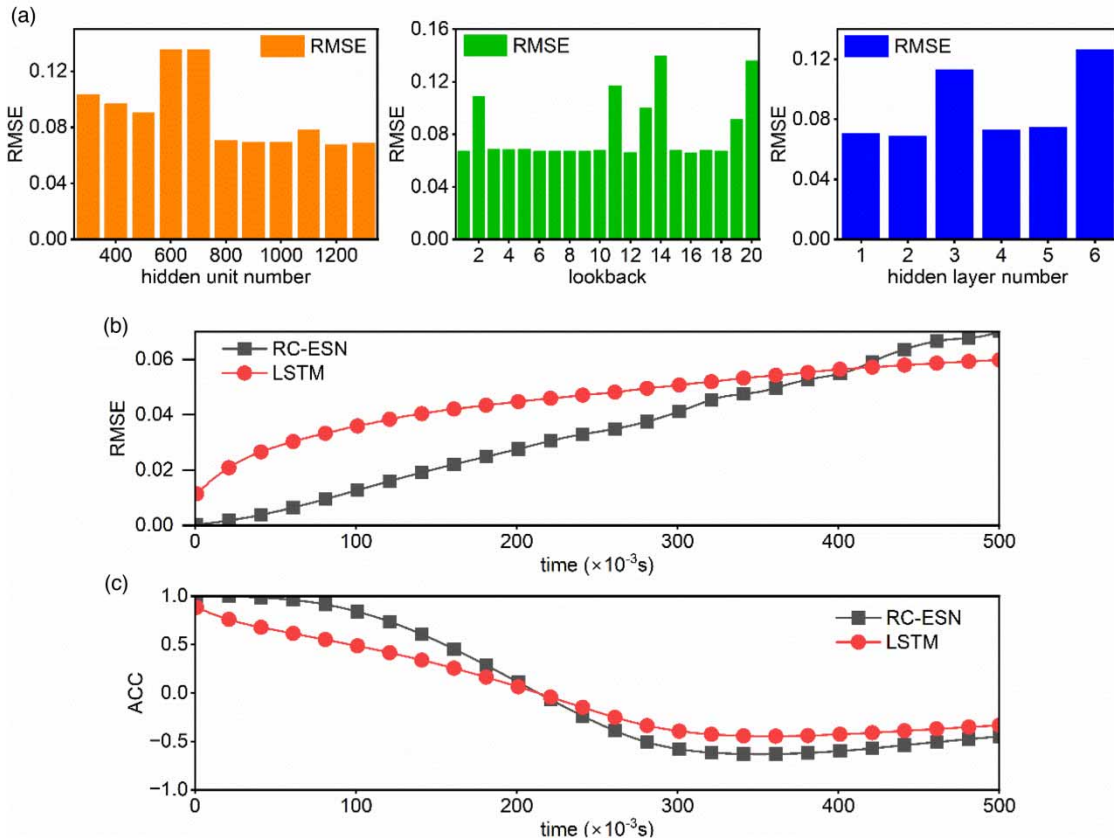 (a)
RMSE
0.12
0.08
0.04
0.00
RMSE
400 600 800 1000 1200
hidden unit number
RMSE
0.16
0.12
0.08
0.04
0.00
RMSE
2 4 6 8 10 12 14 16 18 20
lookback
RMSE
0.12
0.08
0.04
0.00
RMSE
1 2 3 4 5 6
hidden layer number
(b)
RC-ESN
LSTM
RMSE
0.06
0.04
0.02
0.00
0 100 200 300 400 500
time (×10⁻³s)
(c)
RC-ESN
LSTM
ACC
1.0
0.5
0.0
−0.5
−1.0
0 100 200 300 400 500
time (×10⁻³s)